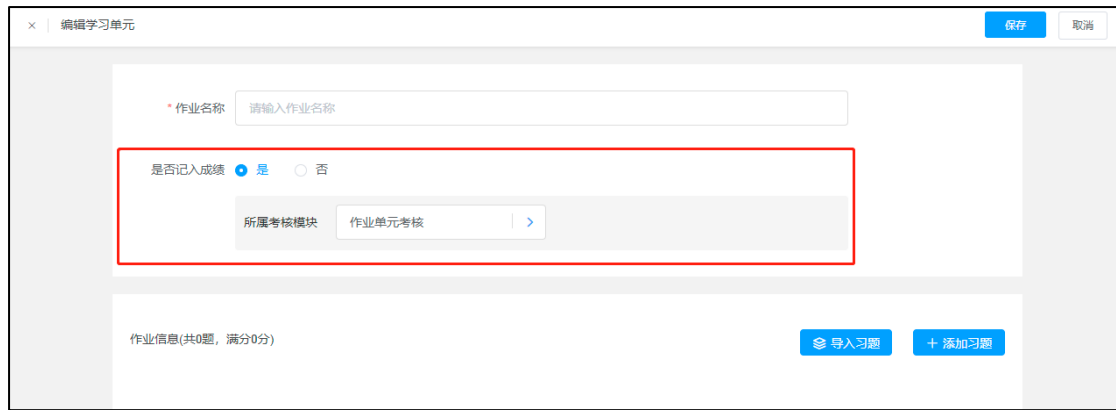 × 编辑学习单元 保存 取消
* 作业名称 请输入作业名称
是否记入成绩 是 否
所属考核模块 作业单元考核
作业信息(共0题，满分0分) 导入习题 + 添加习题